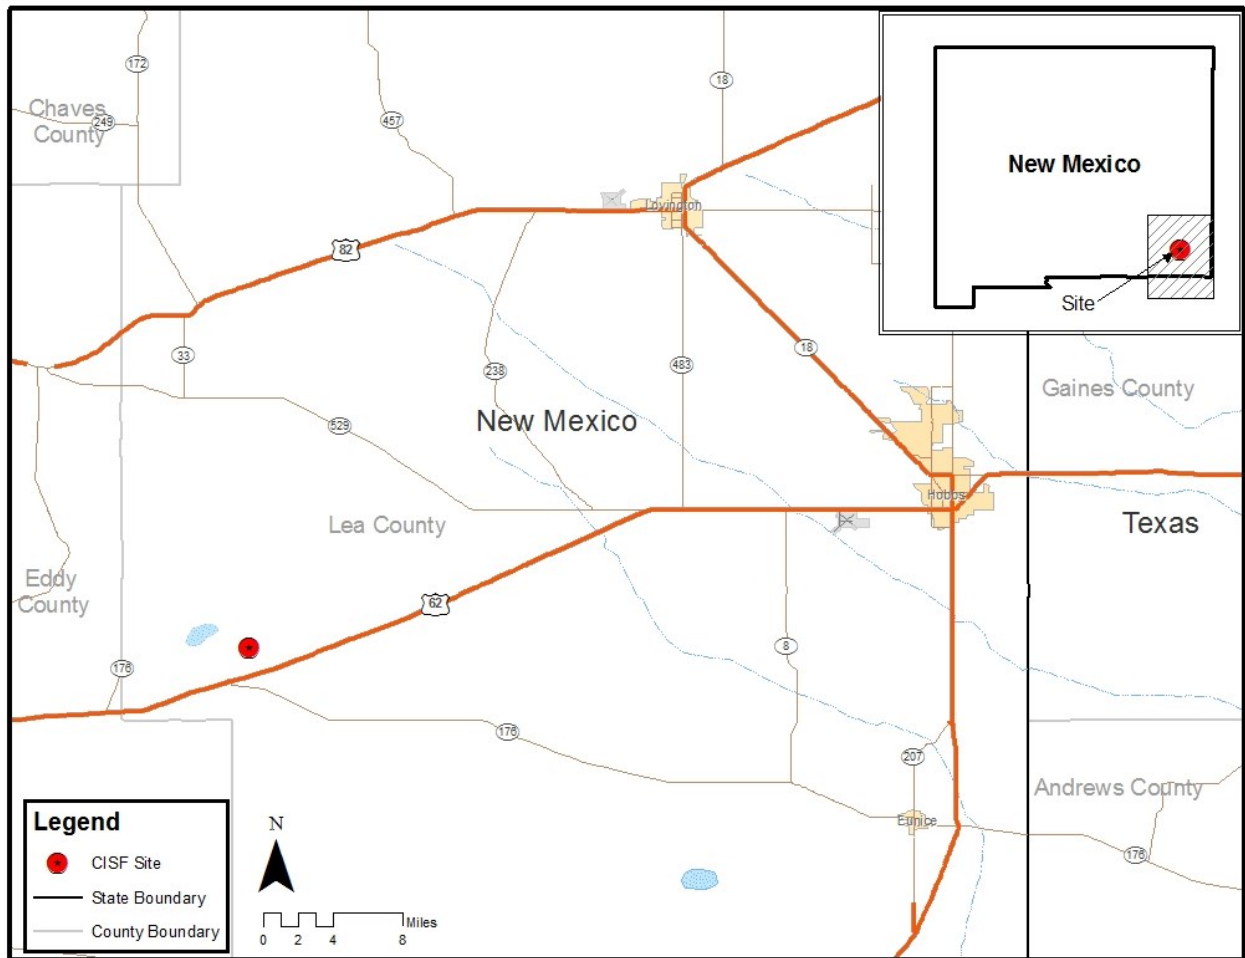 172
Chaves
County
249
457
18
Lovington
82
33
238
483
18
529
New Mexico
Lea County
Hobbs
Gaines County
Texas
Eddy
County
62
8
176
176
207
Eunice
Andrews County
176
New Mexico
Site
Legend
CISF Site
State Boundary
County Boundary
N
Miles
0 2 4 8